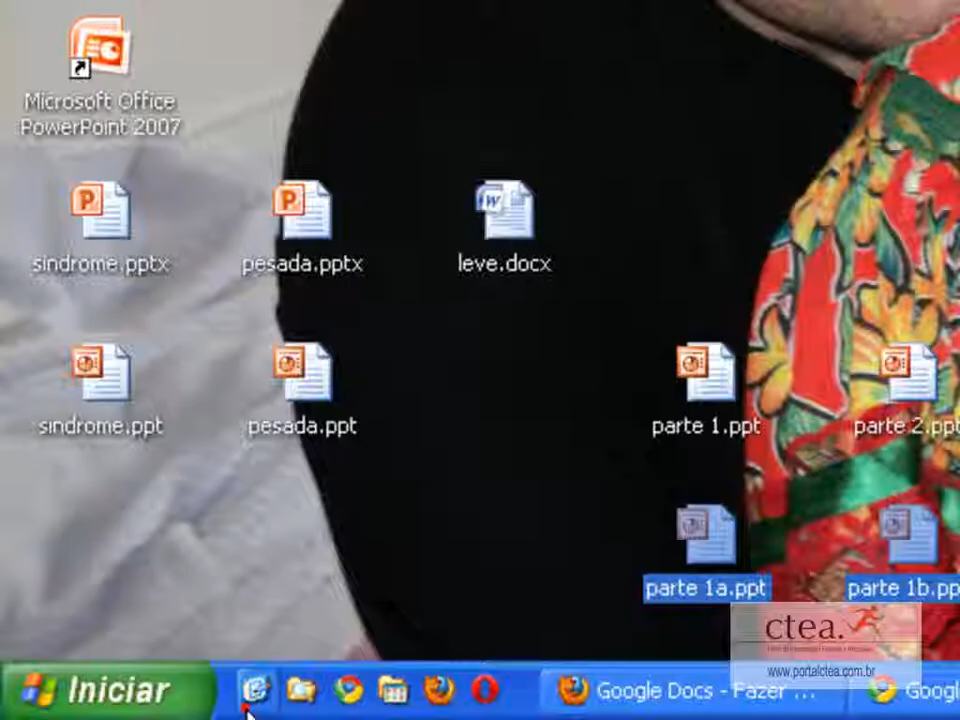 Microsoft Office
PowerPoint 2007
sindrome.pptx
pesada.pptx
leve.docx
sindrome.ppt
pesada.ppt
parte 1.ppt
parte 2.ppt
parte 1a.ppt
parte 1b.pp
ctea.
www.portalctea.com.br
Iniciar
Google Docs - Fazer ...
Googl